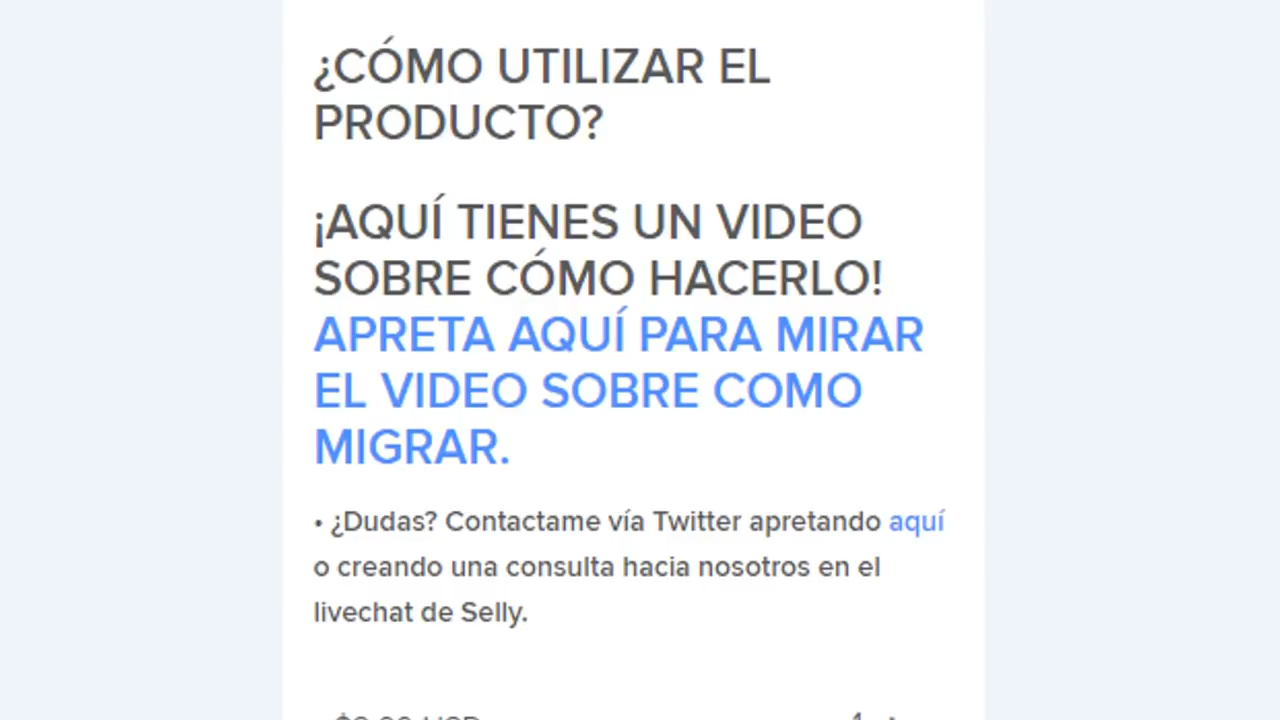 ¿CÓMO UTILIZAR EL
PRODUCTO?
¡AQUÍ TIENES UN VIDEO
SOBRE CÓMO HACERLO!
APRETA AQUÍ PARA MIRAR
EL VIDEO SOBRE COMO
MIGRAR.
• ¿Dudas? Contactame vía Twitter apretando aquí
o creando una consulta hacia nosotros en el
livechat de Selly.